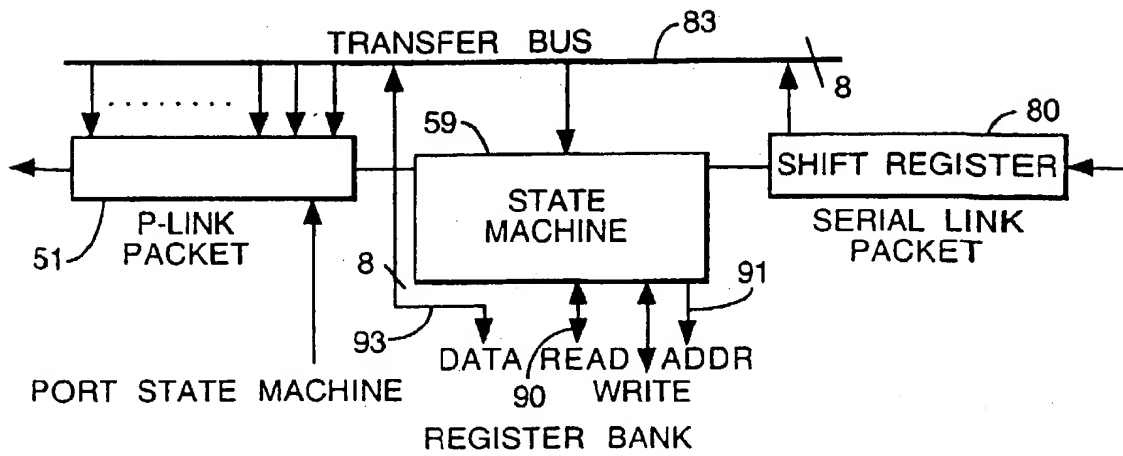 TRANSFER BUS
83
8
59
80
SHIFT REGISTER
STATE
MACHINE
P-LINK
PACKET
51
SERIAL LINK
PACKET
8
91
93
DATA READ ADDR
WRITE
90
PORT STATE MACHINE
REGISTER BANK